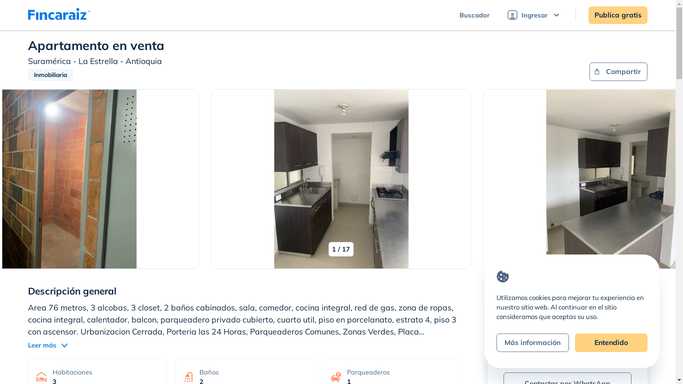 Fincaraiz
Buscador
Ingresar
Publica gratis
Apartamento en venta
Suramérica - La Estrella - Antioquia
Inmobiliaria
Compartir
1 / 17
Descripción general
Area 76 metros, 3 alcobas, 3 closet, 2 baños cabinados, sala, comedor, cocina integral, red de gas, zona de ropas,
cocina integral, calentador, balcon, parqueadero privado cubierto, cuarto util, piso en porcelanato, estrato 4, piso 3
con ascensor. Urbanizacion Cerrada, Porteria las 24 Horas, Parqueaderos Comunes, Zonas Verdes, Placa...
Leer más
Habitaciones
3
Baños
2
Parqueaderos
1
Utilizamos cookies para mejorar tu experiencia en
nuestro sitio web. Al continuar en el sitio
consideramos que aceptas su uso.
Más información
Entendido
Contactar por WhatsApp